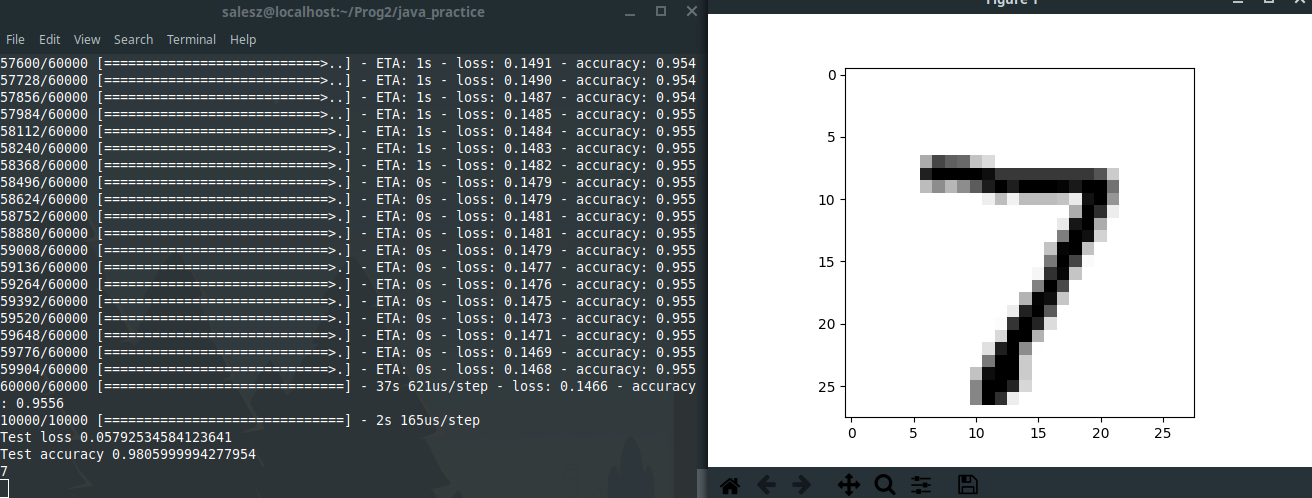 salesz@localhost:~/Prog2/java_practice
File Edit View Search Terminal Help
57600/60000 [===========================>..] - ETA: 1s - loss: 0.1491 - accuracy: 0.954
57728/60000 [===========================>..] - ETA: 1s - loss: 0.1490 - accuracy: 0.954
57856/60000 [===========================>..] - ETA: 1s - loss: 0.1487 - accuracy: 0.954
57984/60000 [===========================>..] - ETA: 1s - loss: 0.1485 - accuracy: 0.955
58112/60000 [============================>.] - ETA: 1s - loss: 0.1484 - accuracy: 0.955
58240/60000 [============================>.] - ETA: 1s - loss: 0.1483 - accuracy: 0.955
58368/60000 [============================>.] - ETA: 1s - loss: 0.1482 - accuracy: 0.955
58496/60000 [============================>.] - ETA: 0s - loss: 0.1479 - accuracy: 0.955
58624/60000 [============================>.] - ETA: 0s - loss: 0.1479 - accuracy: 0.955
58752/60000 [============================>.] - ETA: 0s - loss: 0.1481 - accuracy: 0.955
58880/60000 [============================>.] - ETA: 0s - loss: 0.1481 - accuracy: 0.955
59008/60000 [============================>.] - ETA: 0s - loss: 0.1479 - accuracy: 0.955
59136/60000 [============================>.] - ETA: 0s - loss: 0.1477 - accuracy: 0.955
59264/60000 [============================>.] - ETA: 0s - loss: 0.1476 - accuracy: 0.955
59392/60000 [============================>.] - ETA: 0s - loss: 0.1475 - accuracy: 0.955
59520/60000 [============================>.] - ETA: 0s - loss: 0.1473 - accuracy: 0.955
59648/60000 [============================>.] - ETA: 0s - loss: 0.1471 - accuracy: 0.955
59776/60000 [============================>.] - ETA: 0s - loss: 0.1469 - accuracy: 0.955
59904/60000 [============================>.] - ETA: 0s - loss: 0.1468 - accuracy: 0.955
60000/60000 [==============================] - 37s 621us/step - loss: 0.1466 - accuracy
: 0.9556
10000/10000 [==============================] - 2s 165us/step
Test loss 0.05792534584123641
Test accuracy 0.9805999994277954
7
Figure 1
0
5
10
15
20
25
7
0 5 10 15 20 25